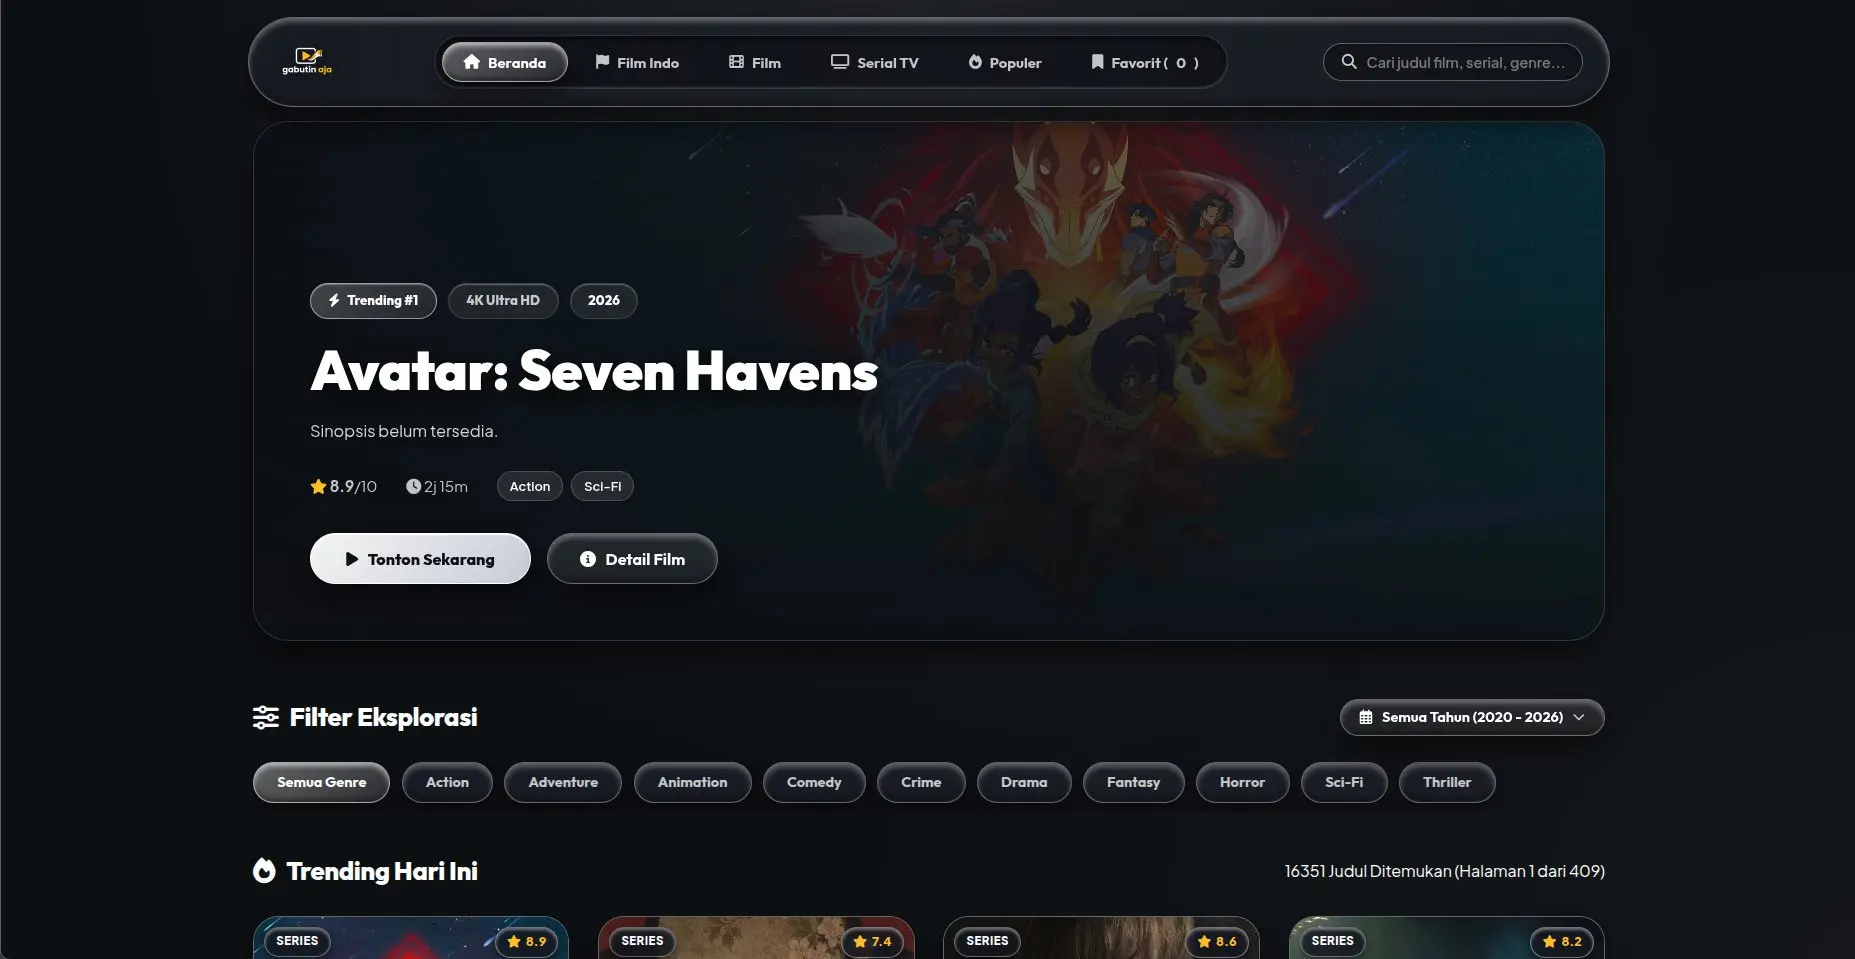 gabutin aja
Beranda
Film Indo
Film
Serial TV
Populer
Favorit ( 0 )
Cari judul film, serial, genre...
Trending #1
4K Ultra HD
2026
Avatar: Seven Havens
Sinopsis belum tersedia.
8.9/10
2j 15m
Action
Sci-Fi
Tonton Sekarang
Detail Film
Filter Eksplorasi
Semua Tahun (2020 - 2026)
Semua Genre
Action
Adventure
Animation
Comedy
Crime
Drama
Fantasy
Horror
Sci-Fi
Thriller
Trending Hari Ini
16351 Judul Ditemukan (Halaman 1 dari 409)
SERIES
8.9
SERIES
7.4
SERIES
8.6
SERIES
8.2